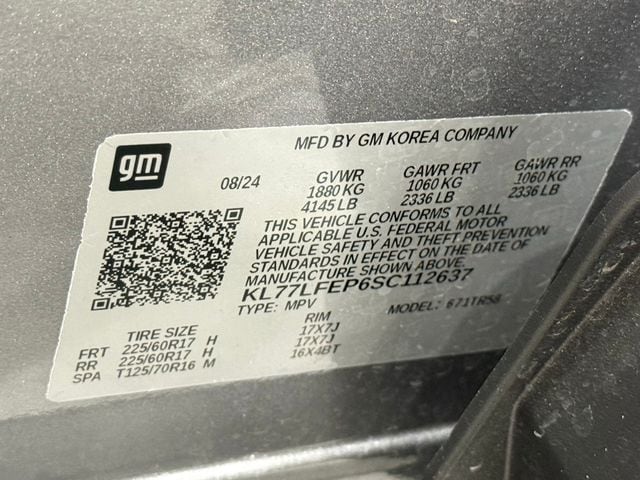 gm
MFD BY GM KOREA COMPANY
08/24 GVWR GAWR FRT GAWR RR
1880 KG 1060 KG 1060 KG
4145 LB 2336 LB 2336 LB
THIS VEHICLE CONFORMS TO ALL
APPLICABLE U.S. FEDERAL MOTOR
VEHICLE SAFETY AND THEFT PREVENTION
STANDARDS IN EFFECT ON THE DATE OF
MANUFACTURE SHOWN ABOVE.
KL77LFEP6SC112637
TYPE: MPV MODEL: 671TR58
TIRE SIZE RIM
FRT 225/60R17 H 17X7J
RR 225/60R17 H 17X7J
SPA T125/70R16 M 16X4BT